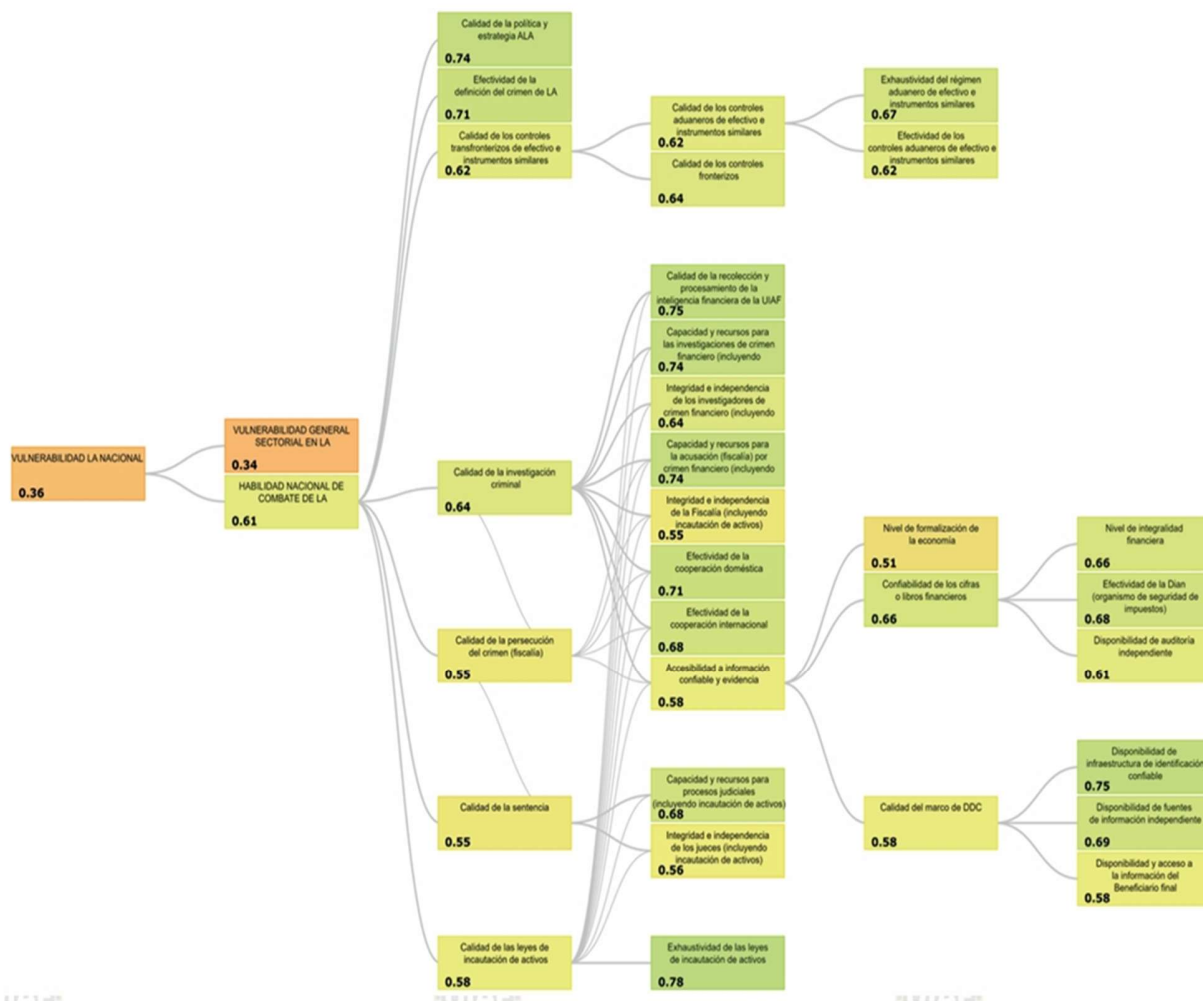 VULNERABILIDAD LA NACIONAL
0.36
VULNERABILIDAD GENERAL
SECTORIAL EN LA
0.34
HABILIDAD NACIONAL DE
COMBATE DE LA
0.61
Calidad de la política y
estrategia ALA
0.74
Efectividad de la
definición del crimen de LA
0.71
Calidad de los controles
transfronterizos de efectivo e
instrumentos similares
0.62
Calidad de la investigación
criminal
0.64
Calidad de la persecución
del crimen (fiscalía)
0.55
Calidad de la sentencia
0.55
Calidad de las leyes de
incautación de activos
0.58
Calidad de los controles
aduaneros de efectivo e
instrumentos similares
0.62
Calidad de los controles
fronterizos
0.64
Calidad de la recolección y
procesamiento de la
inteligencia financiera de la UIAF
0.75
Capacidad y recursos para
las investigaciones de crimen
financiero (incluyendo
0.74
Integridad e independencia
de los investigadores de
crimen financiero (incluyendo
0.64
Capacidad y recursos para
la acusación (fiscalía) por
crimen financiero (incluyendo
0.74
Integridad e independencia
de la Fiscalía (incluyendo
incautación de activos)
0.55
Efectividad de la
cooperación doméstica
0.71
Efectividad de la
cooperación internacional
0.68
Accesibilidad a información
confiable y evidencia
0.58
Capacidad y recursos para
procesos judiciales
(incluyendo incautación de activos)
0.68
Integridad e independencia
de los jueces (incluyendo
incautación de activos)
0.56
Exhaustividad de las leyes
de incautación de activos
0.78
Exhaustividad del régimen
aduanero de efectivo e
instrumentos similares
0.67
Efectividad de los
controles aduaneros de efectivo e
instrumentos similares
0.62
Nivel de formalización de
la economía
0.51
Confiabilidad de los cifras
o libros financieros
0.66
Calidad del marco de DDC
0.58
Nivel de integralidad
financiera
0.66
Efectividad de la Dian
(organismo de seguridad de
impuestos)
0.68
Disponibilidad de auditoría
independiente
0.61
Disponibilidad de
infraestructura de identificación
confiable
0.75
Disponibilidad de fuentes
de información independiente
0.69
Disponibilidad y acceso a
la información del
Beneficiario final
0.58